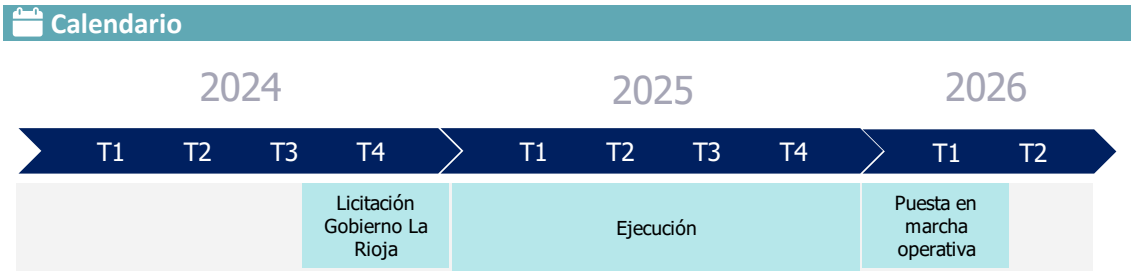 Calendario
2024 2025 2026
T1 T2 T3 T4 T1 T2 T3 T4 T1 T2
Licitación
Gobierno La
Rioja
Ejecución
Puesta en
marcha
operativa